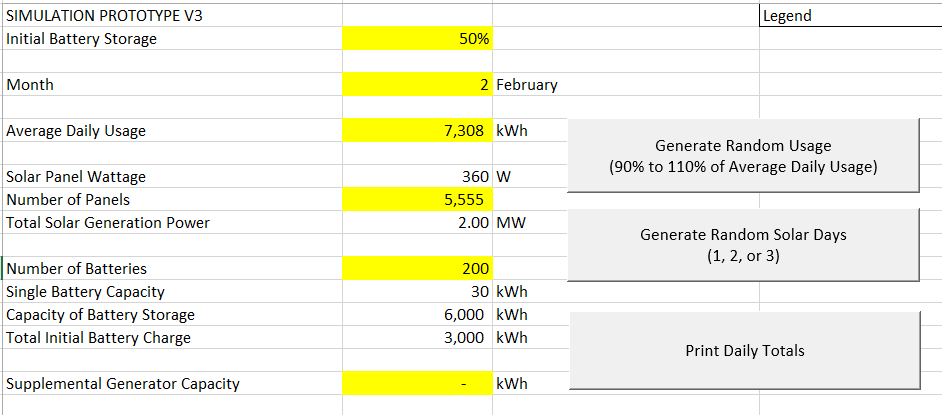 SIMULATION PROTOTYPE V3 Legend
Initial Battery Storage 50%
Month 2 February
Average Daily Usage 7,308 kWh
Generate Random Usage
(90% to 110% of Average Daily Usage)
Solar Panel Wattage 360 W
Number of Panels 5,555
Total Solar Generation Power 2.00 MW
Generate Random Solar Days
(1, 2, or 3)
Number of Batteries 200
Single Battery Capacity 30 kWh
Capacity of Battery Storage 6,000 kWh
Total Initial Battery Charge 3,000 kWh
Print Daily Totals
Supplemental Generator Capacity - kWh